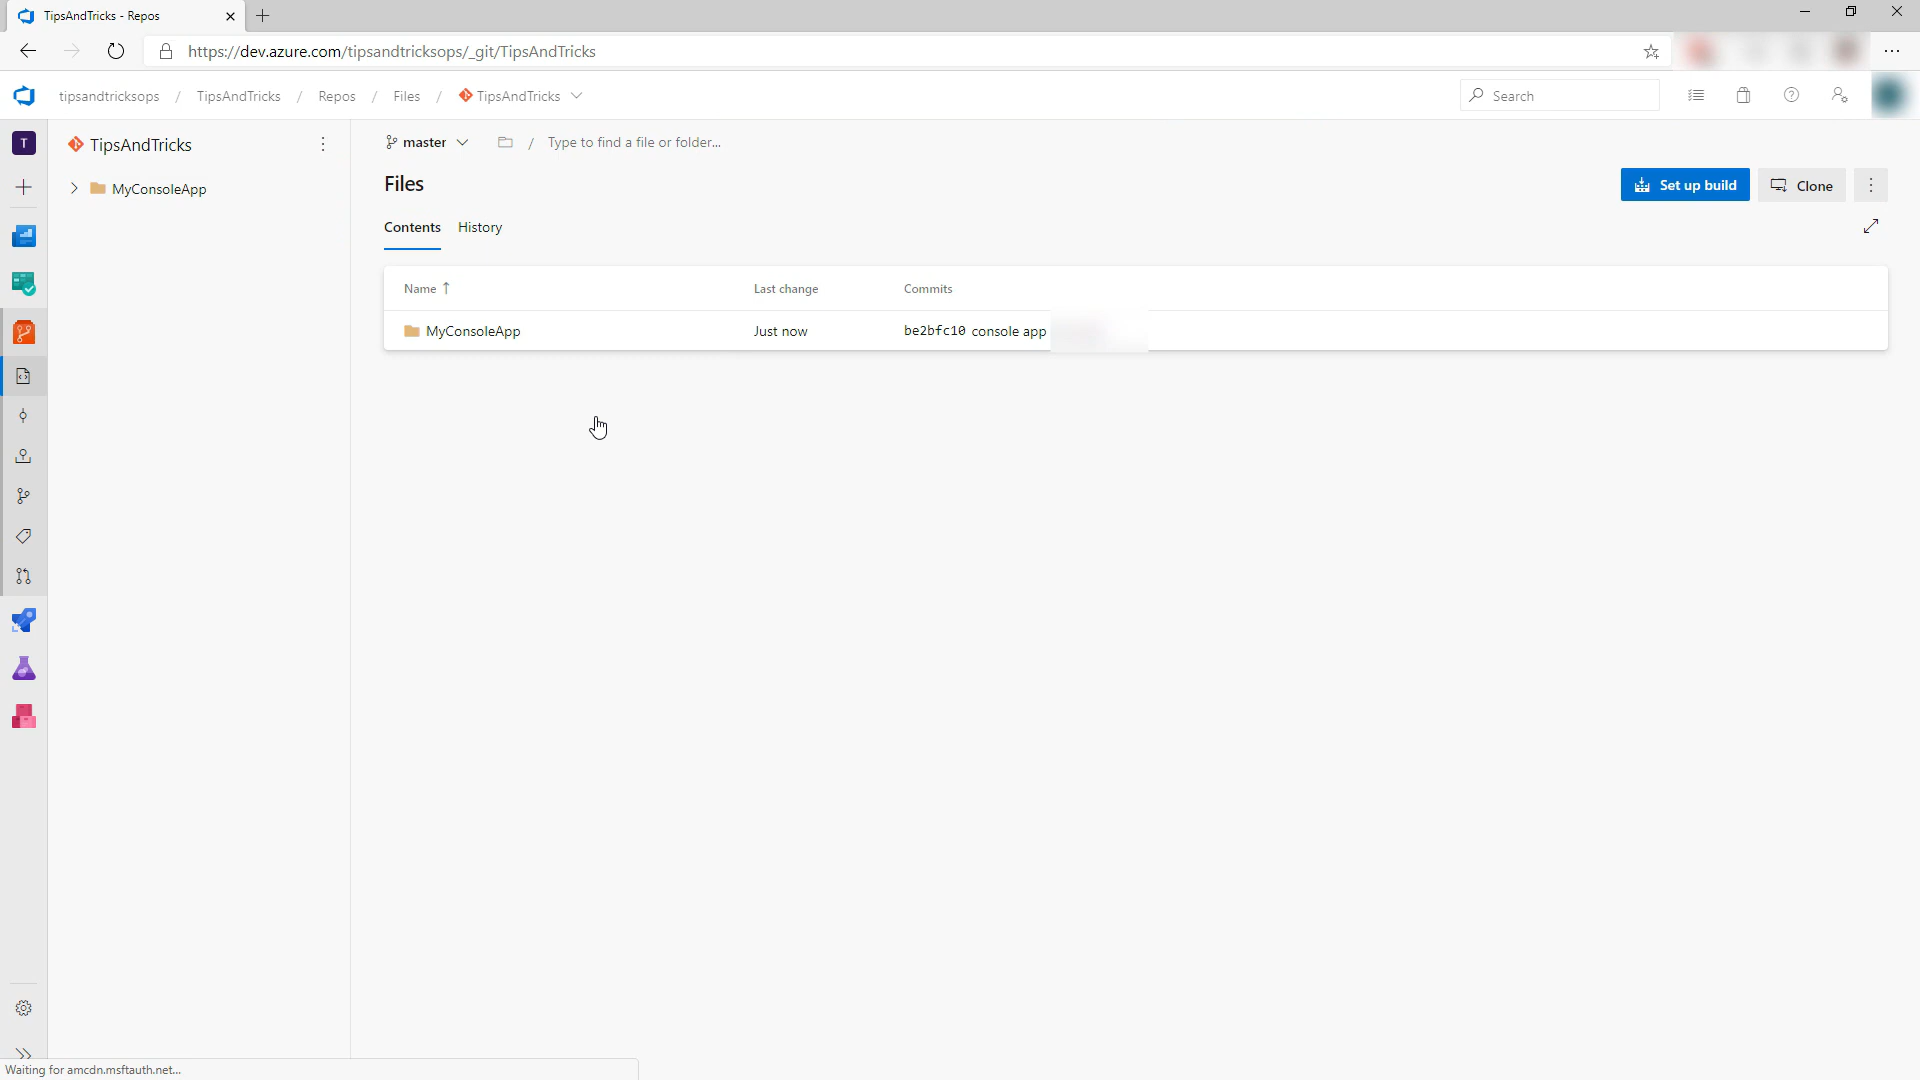 TipsAndTricks - Repos
https://dev.azure.com/tipsandtricksops/_git/TipsAndTricks
tipsandtricksops / TipsAndTricks / Repos / Files / TipsAndTricks
Search
T
TipsAndTricks
MyConsoleApp
master / Type to find a file or folder...
Files
Set up build
Clone
Contents History
Name Last change Commits
MyConsoleApp Just now be2bfc10 console app
Waiting for amcdn.msftauth.net...